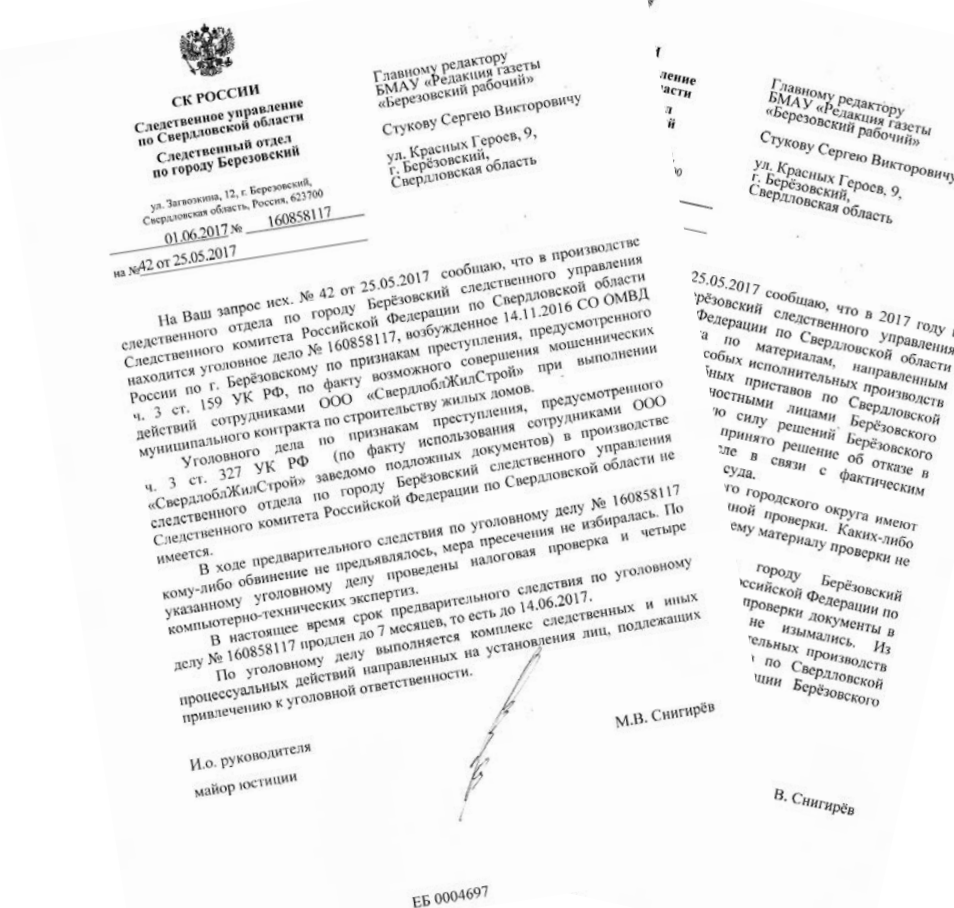 СК РОССИИ
Следственное управление
по Свердловской области
Следственный отдел
по городу Березовский
ул. Загвозкина, 12, г. Березовский,
Свердловская область, Россия, 623700
01.06.2017 № 160858117
на №42 от 25.05.2017
Главному редактору
БМАУ «Редакция газеты
«Березовский рабочий»
Стукову Сергею Викторовичу
ул. Красных Героев, 9,
г. Берёзовский,
Свердловская область
На Ваш запрос исх. № 42 от 25.05.2017 сообщаю, что в производстве
следственного отдела по городу Берёзовский следственного управления
Следственного комитета Российской Федерации по Свердловской области
находится уголовное дело № 160858117, возбужденное 14.11.2016 СО ОМВД
России по г. Берёзовскому по признакам преступления, предусмотренного
ч. 3 ст. 159 УК РФ, по факту возможного совершения мошеннических
действий сотрудниками ООО «СвердлоблЖилСтрой» при выполнении
муниципального контракта по строительству жилых домов.
Уголовного дела по признакам преступления, предусмотренного
ч. 3 ст. 327 УК РФ (по факту использования сотрудниками ООО
«СвердлоблЖилСтрой» заведомо подложных документов) в производстве
следственного отдела по городу Берёзовский следственного управления
Следственного комитета Российской Федерации по Свердловской области не
имеется.
В ходе предварительного следствия по уголовному делу № 160858117
кому-либо обвинение не предъявлялось, мера пресечения не избиралась. По
указанному уголовному делу проведены налоговая проверка и четыре
компьютерно-технических экспертиз.
В настоящее время срок предварительного следствия по уголовному
делу № 160858117 продлен до 7 месяцев, то есть до 14.06.2017.
По уголовному делу выполняется комплекс следственных и иных
процессуальных действий направленных на установления лиц, подлежащих
привлечению к уголовной ответственности.
И.о. руководителя
майор юстиции
М.В. Снигирёв
ЕБ 0004697
Главному редактору
БМАУ «Редакция газеты
«Березовский рабочий»
Стукову Сергею Викторовичу
ул. Красных Героев, 9,
г. Берёзовский,
Свердловская область
25.05.2017 сообщаю, что в 2017 году
следственного управления
Федерации по Свердловской области
по материалам, направленным
особых исполнительных производств
приставов по Свердловской
лицами Берёзовского
силу решений Берёзовского
принято решение об отказе в
в связи с фактическим
суда.
городского округа имеют
проверки. Каких-либо
материалу проверки не
городу Берёзовский
Федерации по
проверки документы в
не изымались. Из
производств
по Свердловской
Берёзовского
В. Снигирёв